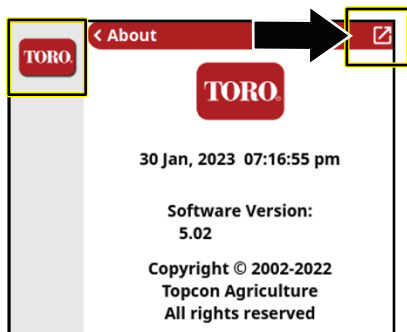 TORO.
< About
TORO.
30 Jan, 2023 07:16:55 pm
Software Version:
5.02
Copyright © 2002-2022
Topcon Agriculture
All rights reserved